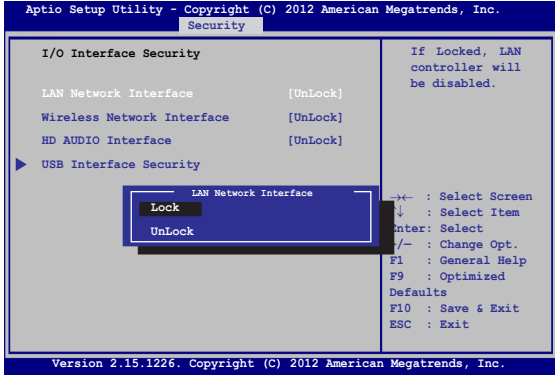 Aptio Setup Utility - Copyright (C) 2012 American Megatrends, Inc.
Security
I/O Interface Security
LAN Network Interface [UnLock]
Wireless Network Interface [UnLock]
HD AUDIO Interface [UnLock]
USB Interface Security
LAN Network Interface
Lock
UnLock
If Locked, LAN
controller will
be disabled.
→← : Select Screen
↓ : Select Item
nter: Select
/— : Change Opt.
F1 : General Help
F9 : Optimized
Defaults
F10 : Save & Exit
ESC : Exit
Version 2.15.1226. Copyright (C) 2012 American Megatrends, Inc.